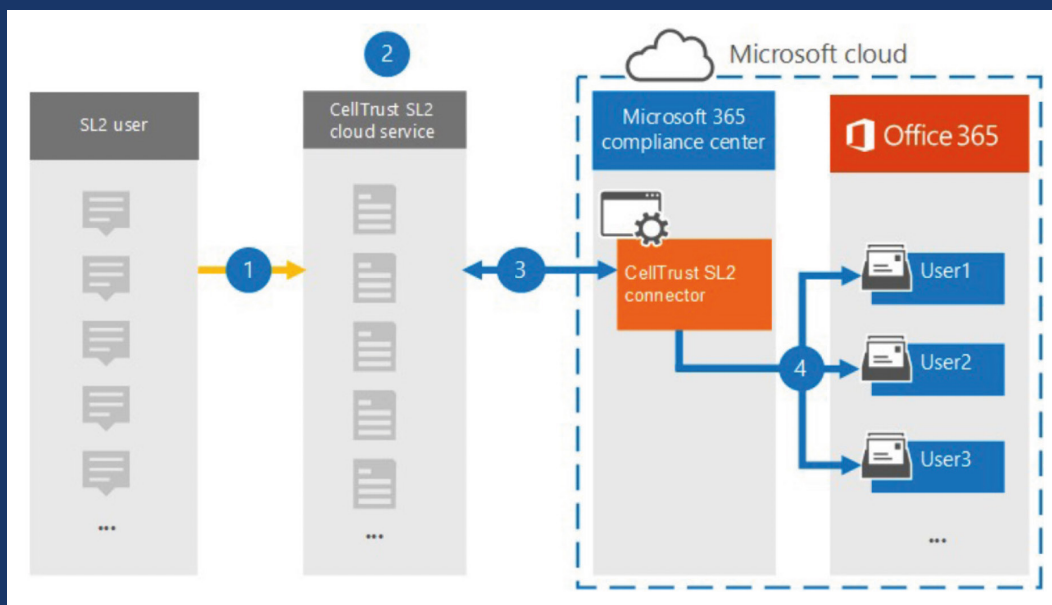 2
Microsoft cloud
SL2 user
CellTrust SL2
cloud service
Microsoft 365
compliance center
Office 365
1
3
CellTrust SL2
connector
User1
4
User2
User3
...
...
...